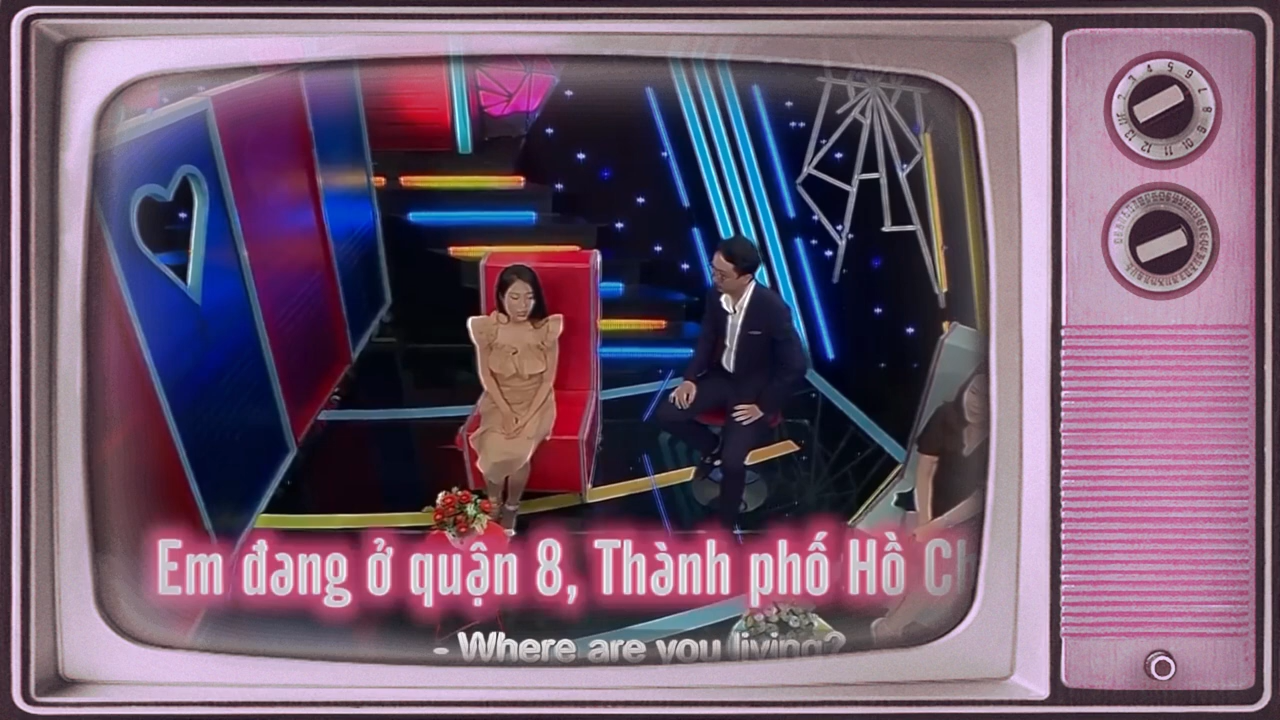 Em đang ở quận 8, Thành phố Hồ
- Where are you living?